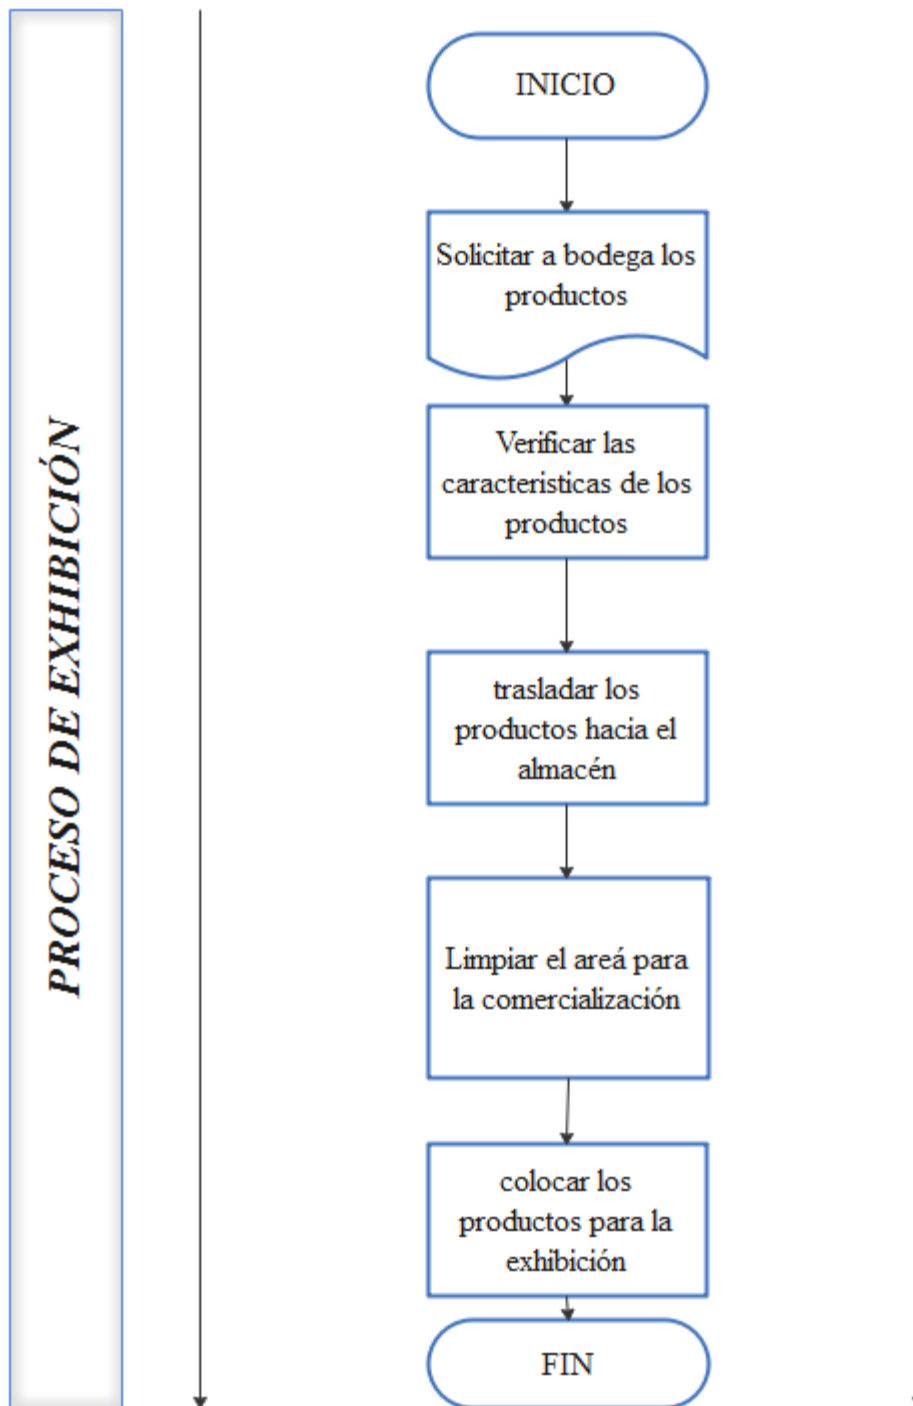 PROCESO DE EXHIBICIÓN
INICIO
Solicitar a bodega los
productos
Verificar las
caracteristicas de los
productos
trasladar los
productos hacia el
almacén
Limpiar el areá para
la comercialización
colocar los
productos para la
exhibición
FIN